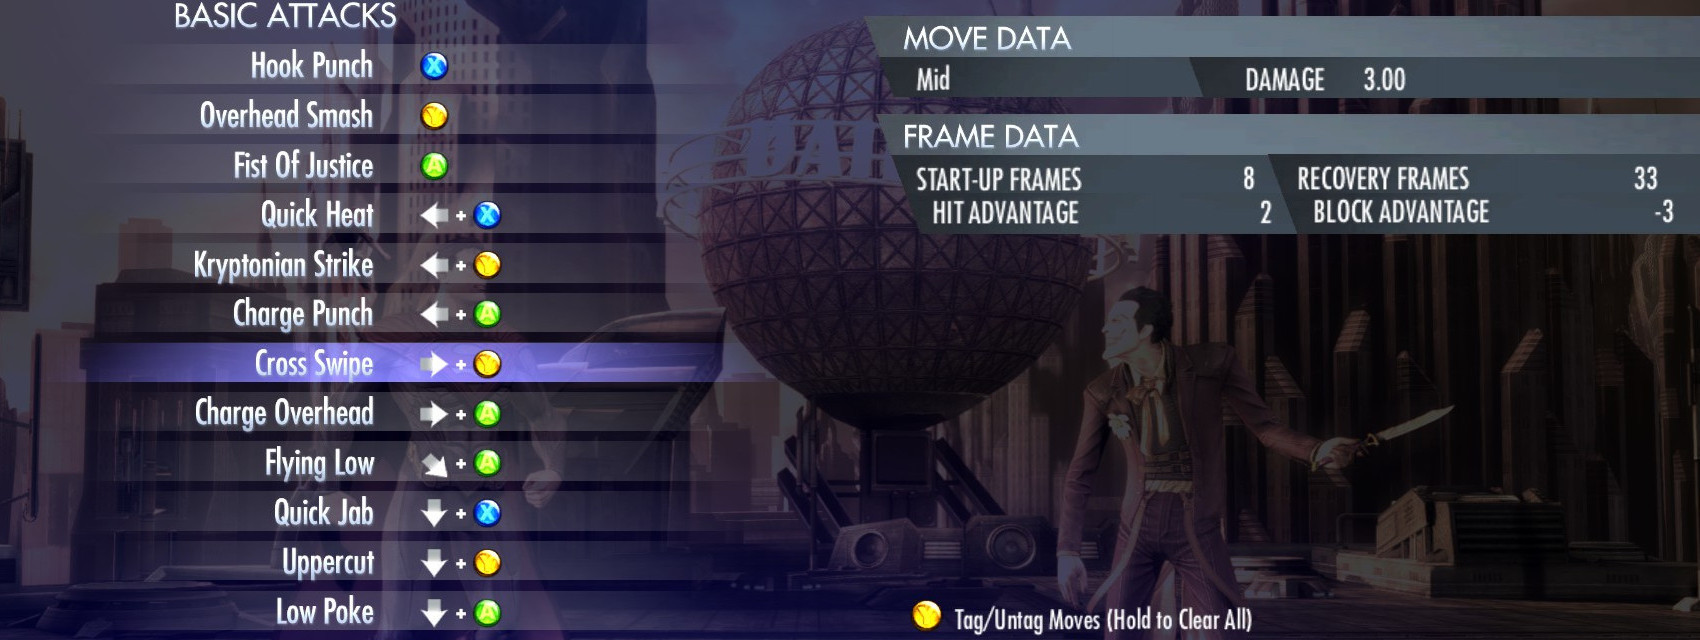 BASIC ATTACKS
Hook Punch X
Overhead Smash Y
Fist Of Justice A
Quick Heat + X
Kryptonian Strike + Y
Charge Punch + A
Cross Swipe + Y
Charge Overhead + A
Flying Low + A
Quick Jab + X
Uppercut + Y
Low Poke + A
MOVE DATA
Mid DAMAGE 3.00
FRAME DATA
START-UP FRAMES 8 RECOVERY FRAMES 33
HIT ADVANTAGE 2 BLOCK ADVANTAGE -3
Y Tag/Untag Moves (Hold to Clear All)